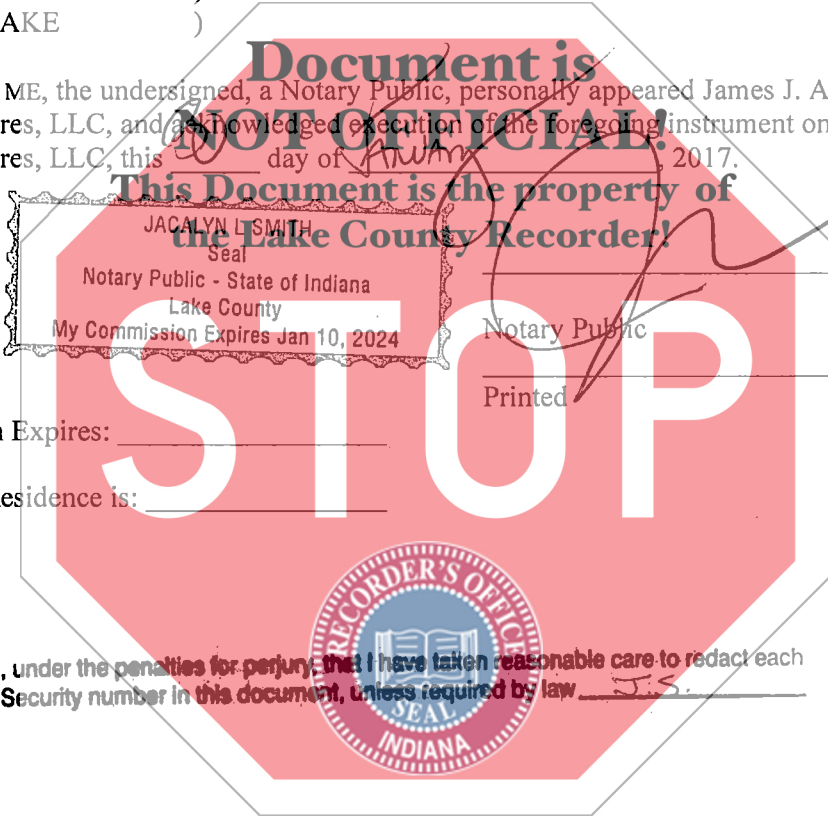 AKE )
Document is
ME, the undersigned, a Notary Public, personally appeared James J. A
NOT OFFICIAL!
res, LLC, and acknowledged execution of the foregoing instrument on
res, LLC, this day of , 2017.
This Document is the property of
the Lake County Recorder!
JACALYN L SMITH
Seal
Notary Public - State of Indiana
Lake County
My Commission Expires Jan 10, 2024
Notary Public
Printed
STOP
n Expires:
esidence is:
RECORDER'S OFFICE
SEAL
INDIANA
, under the penalties for perjury, that I have taken reasonable care to redact each
Security number in this document, unless required by law J.S.